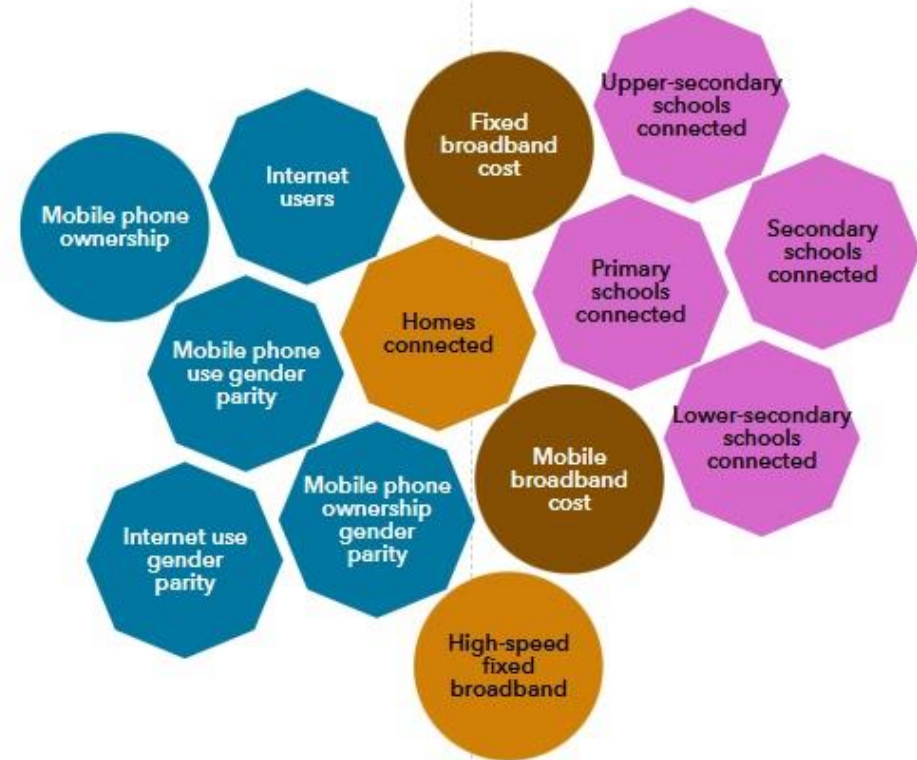 Upper-secondary
schools
connected
Fixed
broadband
cost
Internet
users
Mobile phone
ownership
Secondary
schools
connected
Primary
schools
connected
Homes
connected
Mobile phone
use gender
parity
Lower-secondary
schools
connected
Mobile
broadband
cost
Mobile phone
ownership
gender
parity
Internet use
gender
parity
High-speed
fixed
broadband